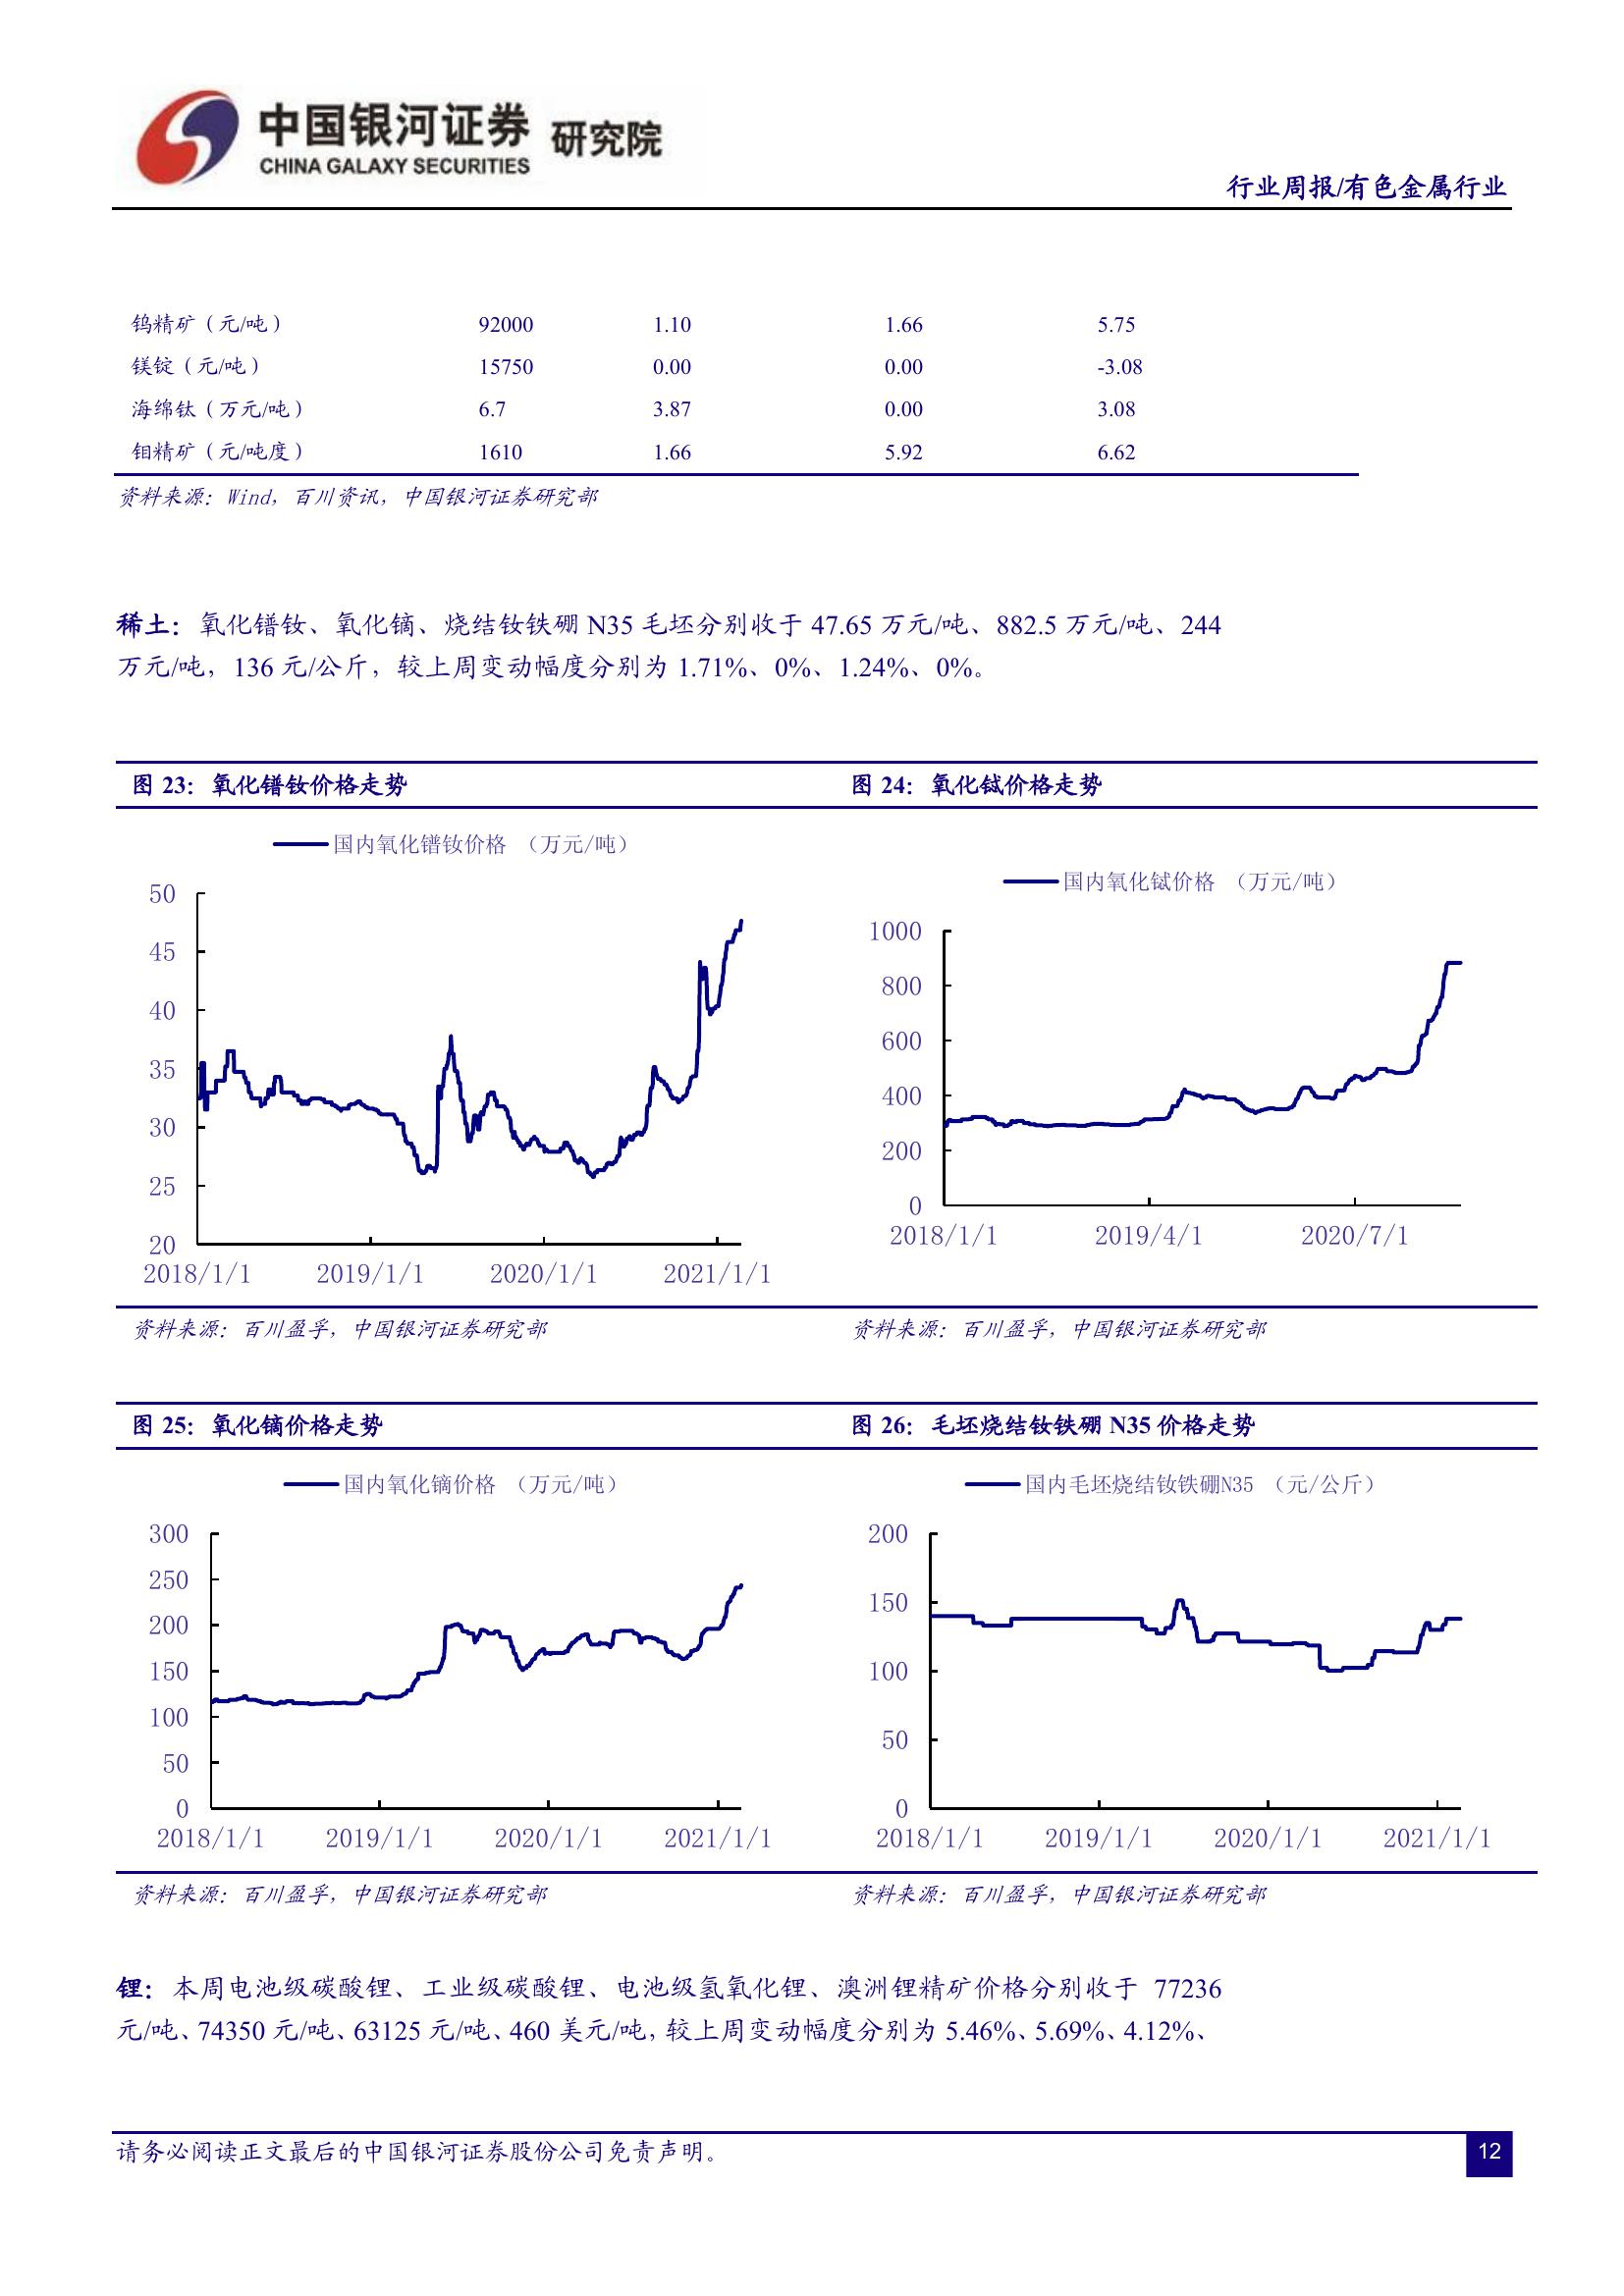 中国银河证券 研究院
CHINA GALAXY SECURITIES
行业周报/有色金属行业
钨精矿（元/吨） 92000 1.10 1.66 5.75
镁锭（元/吨） 15750 0.00 0.00 -3.08
海绵钛（万元/吨） 6.7 3.87 0.00 3.08
钼精矿（元/吨度） 1610 1.66 5.92 6.62
资料来源：Wind，百川资讯，中国银河证券研究部
稀土：氧化镨钕、氧化镝、烧结钕铁硼 N35 毛坯分别收于 47.65 万元/吨、882.5 万元/吨、244
万元/吨，136 元/公斤，较上周变动幅度分别为 1.71%、0%、1.24%、0%。
图 23：氧化镨钕价格走势 图 24：氧化铽价格走势
国内氧化镨钕价格 （万元/吨）
50
45
40
35
30
25
20
2018/1/1 2019/1/1 2020/1/1 2021/1/1
国内氧化铽价格 （万元/吨）
1000
800
600
400
200
0
2018/1/1 2019/4/1 2020/7/1
资料来源：百川盈孚，中国银河证券研究部 资料来源：百川盈孚，中国银河证券研究部
图 25：氧化镝价格走势 图 26：毛坯烧结钕铁硼 N35 价格走势
国内氧化镝价格 （万元/吨）
300
250
200
150
100
50
0
2018/1/1 2019/1/1 2020/1/1 2021/1/1
国内毛坯烧结钕铁硼N35 （元/公斤）
200
150
100
50
0
2018/1/1 2019/1/1 2020/1/1 2021/1/1
资料来源：百川盈孚，中国银河证券研究部 资料来源：百川盈孚，中国银河证券研究部
锂：本周电池级碳酸锂、工业级碳酸锂、电池级氢氧化锂、澳洲锂精矿价格分别收于 77236
元/吨、74350 元/吨、63125 元/吨、460 美元/吨，较上周变动幅度分别为 5.46%、5.69%、4.12%、
请务必阅读正文最后的中国银河证券股份公司免责声明。
12